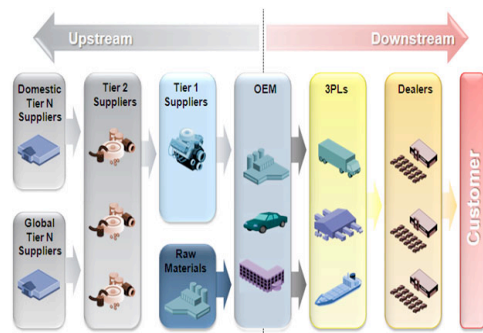 Upstream
Downstream
Domestic
Tier N
Suppliers
Tier 2
Suppliers
Tier 1
Suppliers
OEM
3PLs
Dealers
Customer
Global
Tier N
Suppliers
Raw
Materials